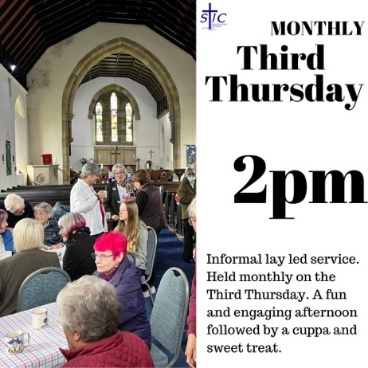 STC
MONTHLY
Third
Thursday
2pm
Informal lay led service.
Held monthly on the
Third Thursday. A fun
and engaging afternoon
followed by a cuppa and
sweet treat.